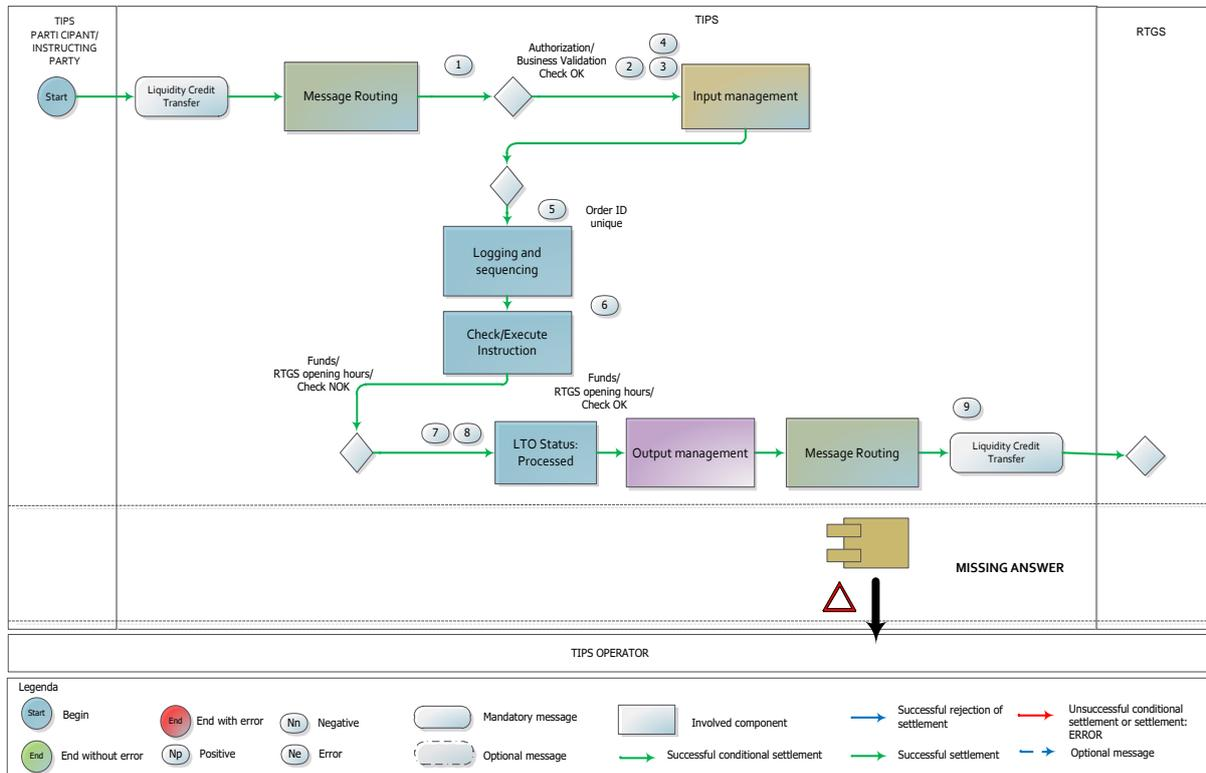 TIPS
PARTICIPANT/
INSTRUCTING
PARTY
TIPS
RTGS
Start
Liquidity Credit
Transfer
Message Routing
1
Authorization/
Business Validation
Check OK
2
4
3
Input management
5
Order ID
unique
Logging and
sequencing
6
Check/Execute
Instruction
Funds/
RTGS opening hours/
Check NOK
Funds/
RTGS opening hours/
Check OK
7
8
LTO Status:
Processed
Output management
Message Routing
9
Liquidity Credit
Transfer
MISSING ANSWER
TIPS OPERATOR
Legenda
Start
Begin
End
End with error
Nn
Negative
Mandatory message
Involved component
Successful rejection of
settlement
Unsuccessful conditional
settlement or settlement:
ERROR
End
End without error
Np
Positive
Ne
Error
Optional message
Successful conditional settlement
Successful settlement
Optional message